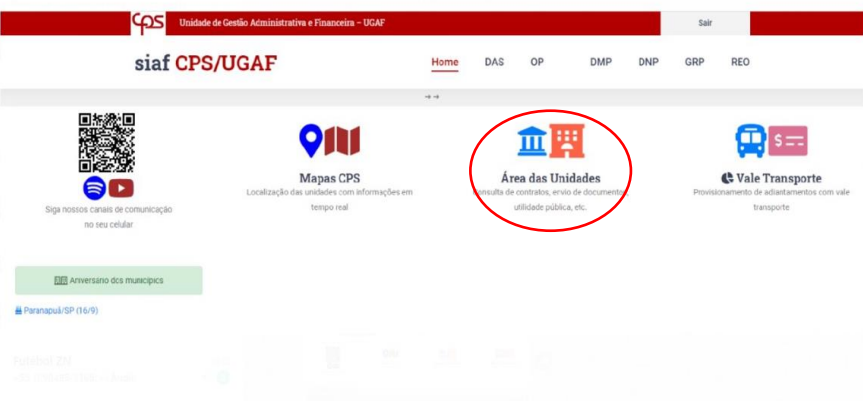 cps Unidade de Gestão Administrativa e Financeira – UGAF Sair
siaf CPS/UGAF Home DAS OP DMP DNP GRP REO
Siga nossos canais de comunicação
no seu celular
Mapas CPS
Localização das unidades com informações em
tempo real
Área das Unidades
Consulta de contratos, envio de documentos
utilidade pública, etc.
Vale Transporte
Provisionamento de adiantamentos com vale
transporte
Aniversário dos municípios
Paranapuã/SP (16/9)